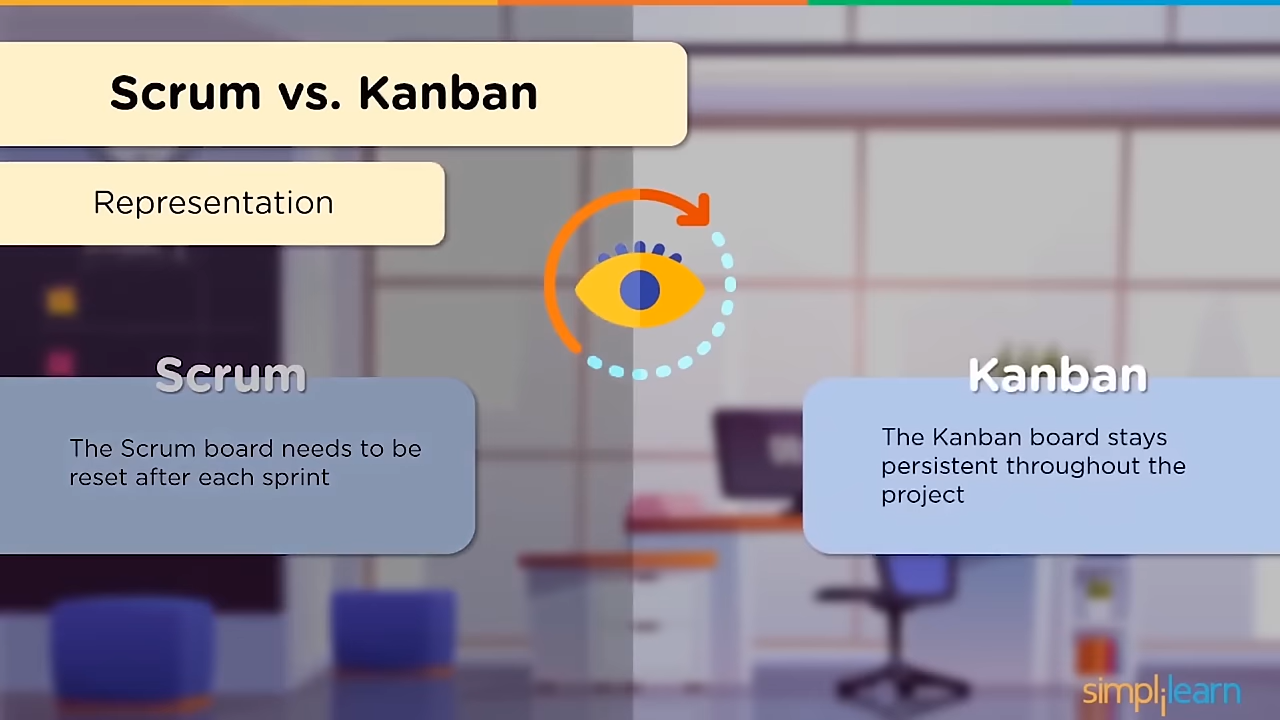 Scrum vs. Kanban
Representation
Scrum
The Scrum board needs to be
reset after each sprint
Kanban
The Kanban board stays
persistent throughout the
project
simplilearn